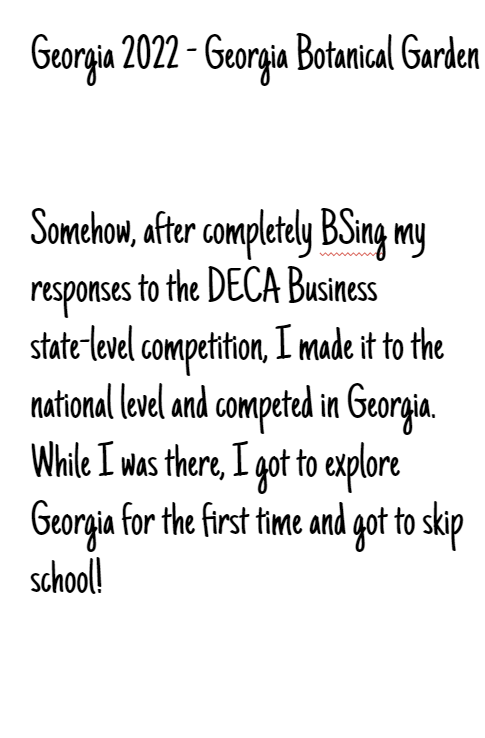 Georgia 2022 - Georgia Botanical Garden
Somehow, after completely BSing my
responses to the DECA Business
state-level competition, I made it to the
national level and competed in Georgia.
While I was there, I got to explore
Georgia for the first time and got to skip
school!